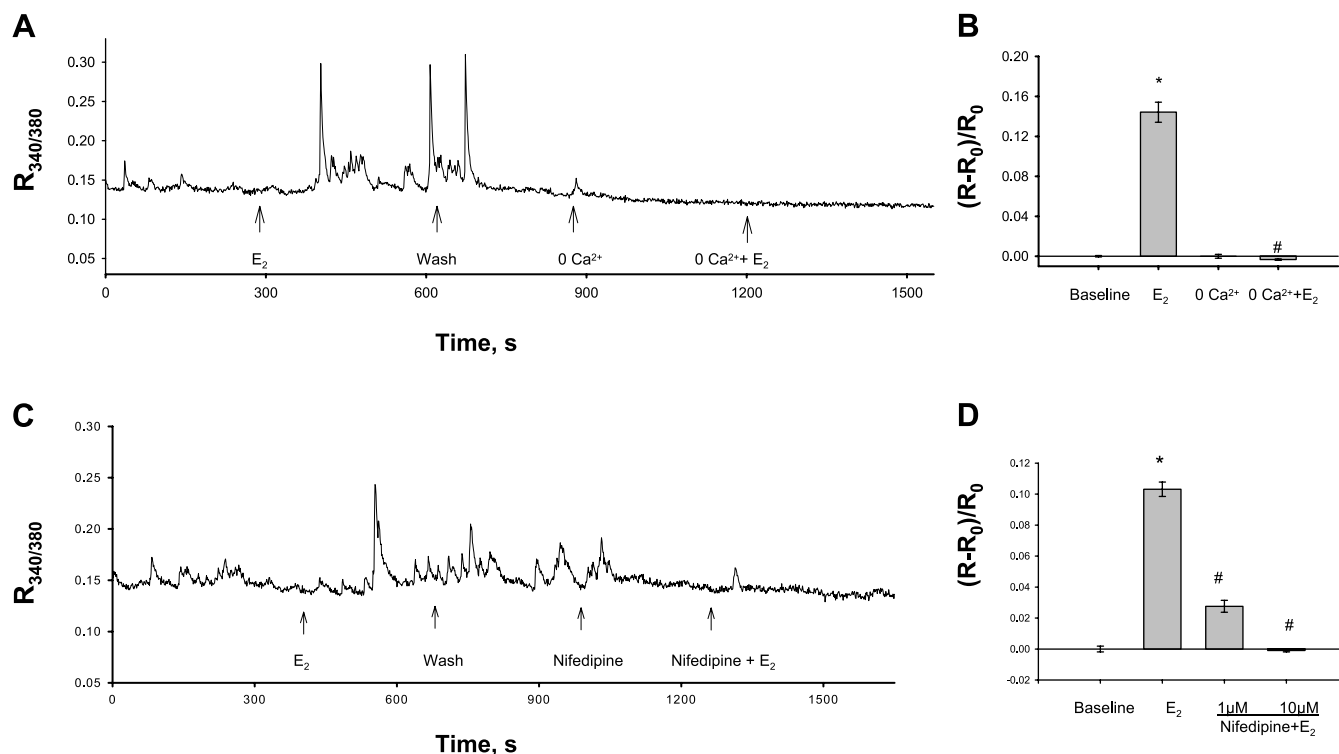 A
R340/380
0.30
0.25
0.20
0.15
0.10
0.05
E2
Wash
0 Ca²⁺
0 Ca²⁺+ E2
0
300
600
900
1200
1500
Time, s
B
(R-R0)/R0
0.20
0.16
0.12
0.08
0.04
0.00
*
#
Baseline
E2
0 Ca²⁺
0 Ca²⁺+E2
C
R340/380
0.30
0.25
0.20
0.15
0.10
0.05
E2
Wash
Nifedipine
Nifedipine + E2
0
300
600
900
1200
1500
Time, s
D
(R-R0)/R0
0.12
0.10
0.08
0.06
0.04
0.02
0.00
-0.02
*
#
#
Baseline
E2
1µM
10µM
Nifedipine+E2